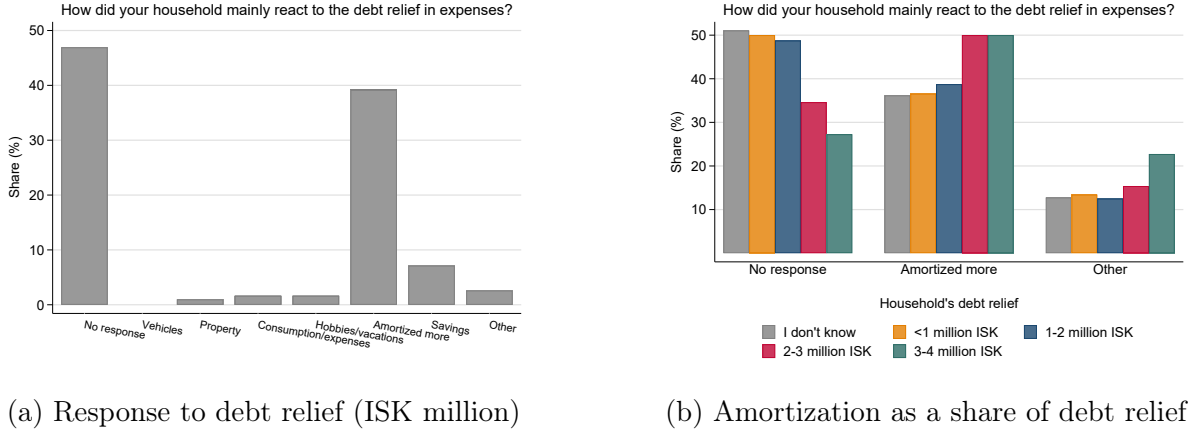 How did your household mainly react to the debt relief in expenses?
Share (%)
50
40
30
20
10
0
No response
Vehicles
Property
Consumption/expenses
Hobbies/vacations
Amortized more
Savings
Other
(a) Response to debt relief (ISK million)
How did your household mainly react to the debt relief in expenses?
Share (%)
50
40
30
20
10
No response
Amortized more
Other
Household's debt relief
I don't know
<1 million ISK
1-2 million ISK
2-3 million ISK
3-4 million ISK
(b) Amortization as a share of debt relief